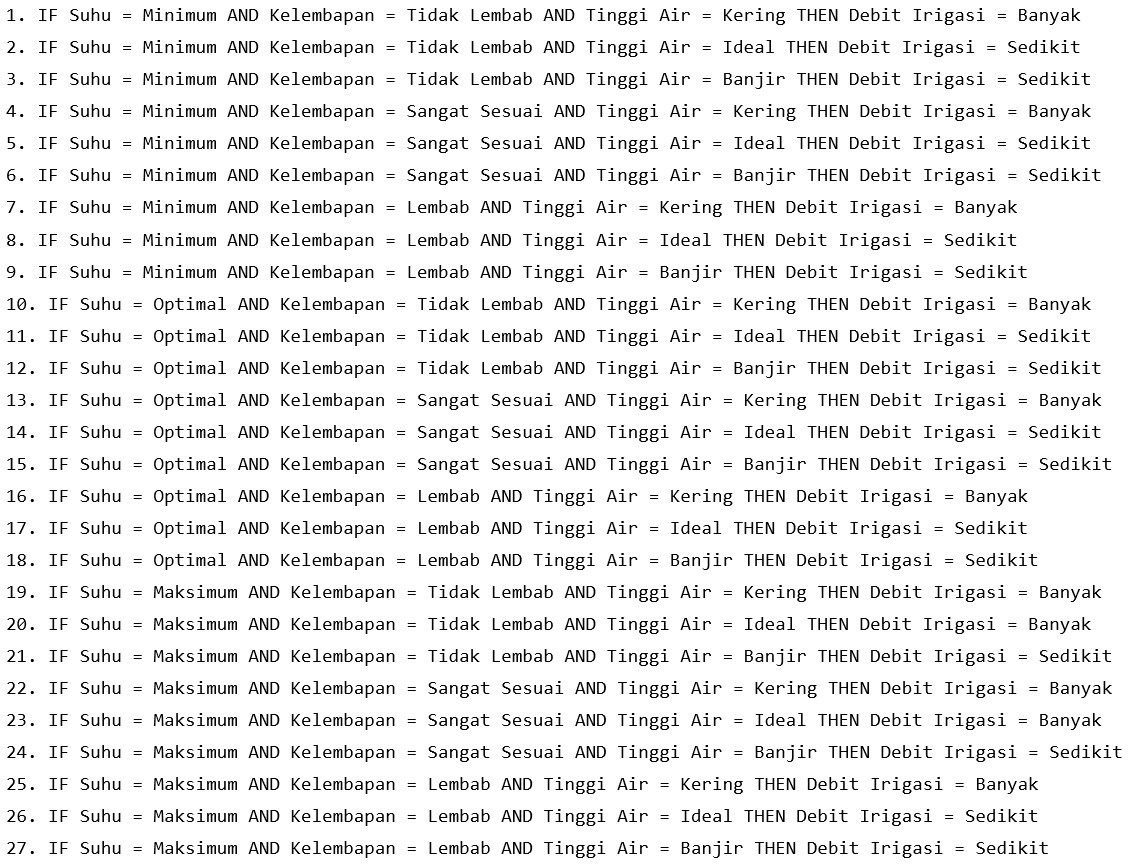 1. IF Suhu = Minimum AND Kelembapan = Tidak Lembab AND Tinggi Air = Kering THEN Debit Irigasi = Banyak
2. IF Suhu = Minimum AND Kelembapan = Tidak Lembab AND Tinggi Air = Ideal THEN Debit Irigasi = Sedikit
3. IF Suhu = Minimum AND Kelembapan = Tidak Lembab AND Tinggi Air = Banjir THEN Debit Irigasi = Sedikit
4. IF Suhu = Minimum AND Kelembapan = Sangat Sesuai AND Tinggi Air = Kering THEN Debit Irigasi = Banyak
5. IF Suhu = Minimum AND Kelembapan = Sangat Sesuai AND Tinggi Air = Ideal THEN Debit Irigasi = Sedikit
6. IF Suhu = Minimum AND Kelembapan = Sangat Sesuai AND Tinggi Air = Banjir THEN Debit Irigasi = Sedikit
7. IF Suhu = Minimum AND Kelembapan = Lembab AND Tinggi Air = Kering THEN Debit Irigasi = Banyak
8. IF Suhu = Minimum AND Kelembapan = Lembab AND Tinggi Air = Ideal THEN Debit Irigasi = Sedikit
9. IF Suhu = Minimum AND Kelembapan = Lembab AND Tinggi Air = Banjir THEN Debit Irigasi = Sedikit
10. IF Suhu = Optimal AND Kelembapan = Tidak Lembab AND Tinggi Air = Kering THEN Debit Irigasi = Banyak
11. IF Suhu = Optimal AND Kelembapan = Tidak Lembab AND Tinggi Air = Ideal THEN Debit Irigasi = Sedikit
12. IF Suhu = Optimal AND Kelembapan = Tidak Lembab AND Tinggi Air = Banjir THEN Debit Irigasi = Sedikit
13. IF Suhu = Optimal AND Kelembapan = Sangat Sesuai AND Tinggi Air = Kering THEN Debit Irigasi = Banyak
14. IF Suhu = Optimal AND Kelembapan = Sangat Sesuai AND Tinggi Air = Ideal THEN Debit Irigasi = Sedikit
15. IF Suhu = Optimal AND Kelembapan = Sangat Sesuai AND Tinggi Air = Banjir THEN Debit Irigasi = Sedikit
16. IF Suhu = Optimal AND Kelembapan = Lembab AND Tinggi Air = Kering THEN Debit Irigasi = Banyak
17. IF Suhu = Optimal AND Kelembapan = Lembab AND Tinggi Air = Ideal THEN Debit Irigasi = Sedikit
18. IF Suhu = Optimal AND Kelembapan = Lembab AND Tinggi Air = Banjir THEN Debit Irigasi = Sedikit
19. IF Suhu = Maksimum AND Kelembapan = Tidak Lembab AND Tinggi Air = Kering THEN Debit Irigasi = Banyak
20. IF Suhu = Maksimum AND Kelembapan = Tidak Lembab AND Tinggi Air = Ideal THEN Debit Irigasi = Banyak
21. IF Suhu = Maksimum AND Kelembapan = Tidak Lembab AND Tinggi Air = Banjir THEN Debit Irigasi = Sedikit
22. IF Suhu = Maksimum AND Kelembapan = Sangat Sesuai AND Tinggi Air = Kering THEN Debit Irigasi = Banyak
23. IF Suhu = Maksimum AND Kelembapan = Sangat Sesuai AND Tinggi Air = Ideal THEN Debit Irigasi = Banyak
24. IF Suhu = Maksimum AND Kelembapan = Sangat Sesuai AND Tinggi Air = Banjir THEN Debit Irigasi = Sedikit
25. IF Suhu = Maksimum AND Kelembapan = Lembab AND Tinggi Air = Kering THEN Debit Irigasi = Banyak
26. IF Suhu = Maksimum AND Kelembapan = Lembab AND Tinggi Air = Ideal THEN Debit Irigasi = Sedikit
27. IF Suhu = Maksimum AND Kelembapan = Lembab AND Tinggi Air = Banjir THEN Debit Irigasi = Sedikit